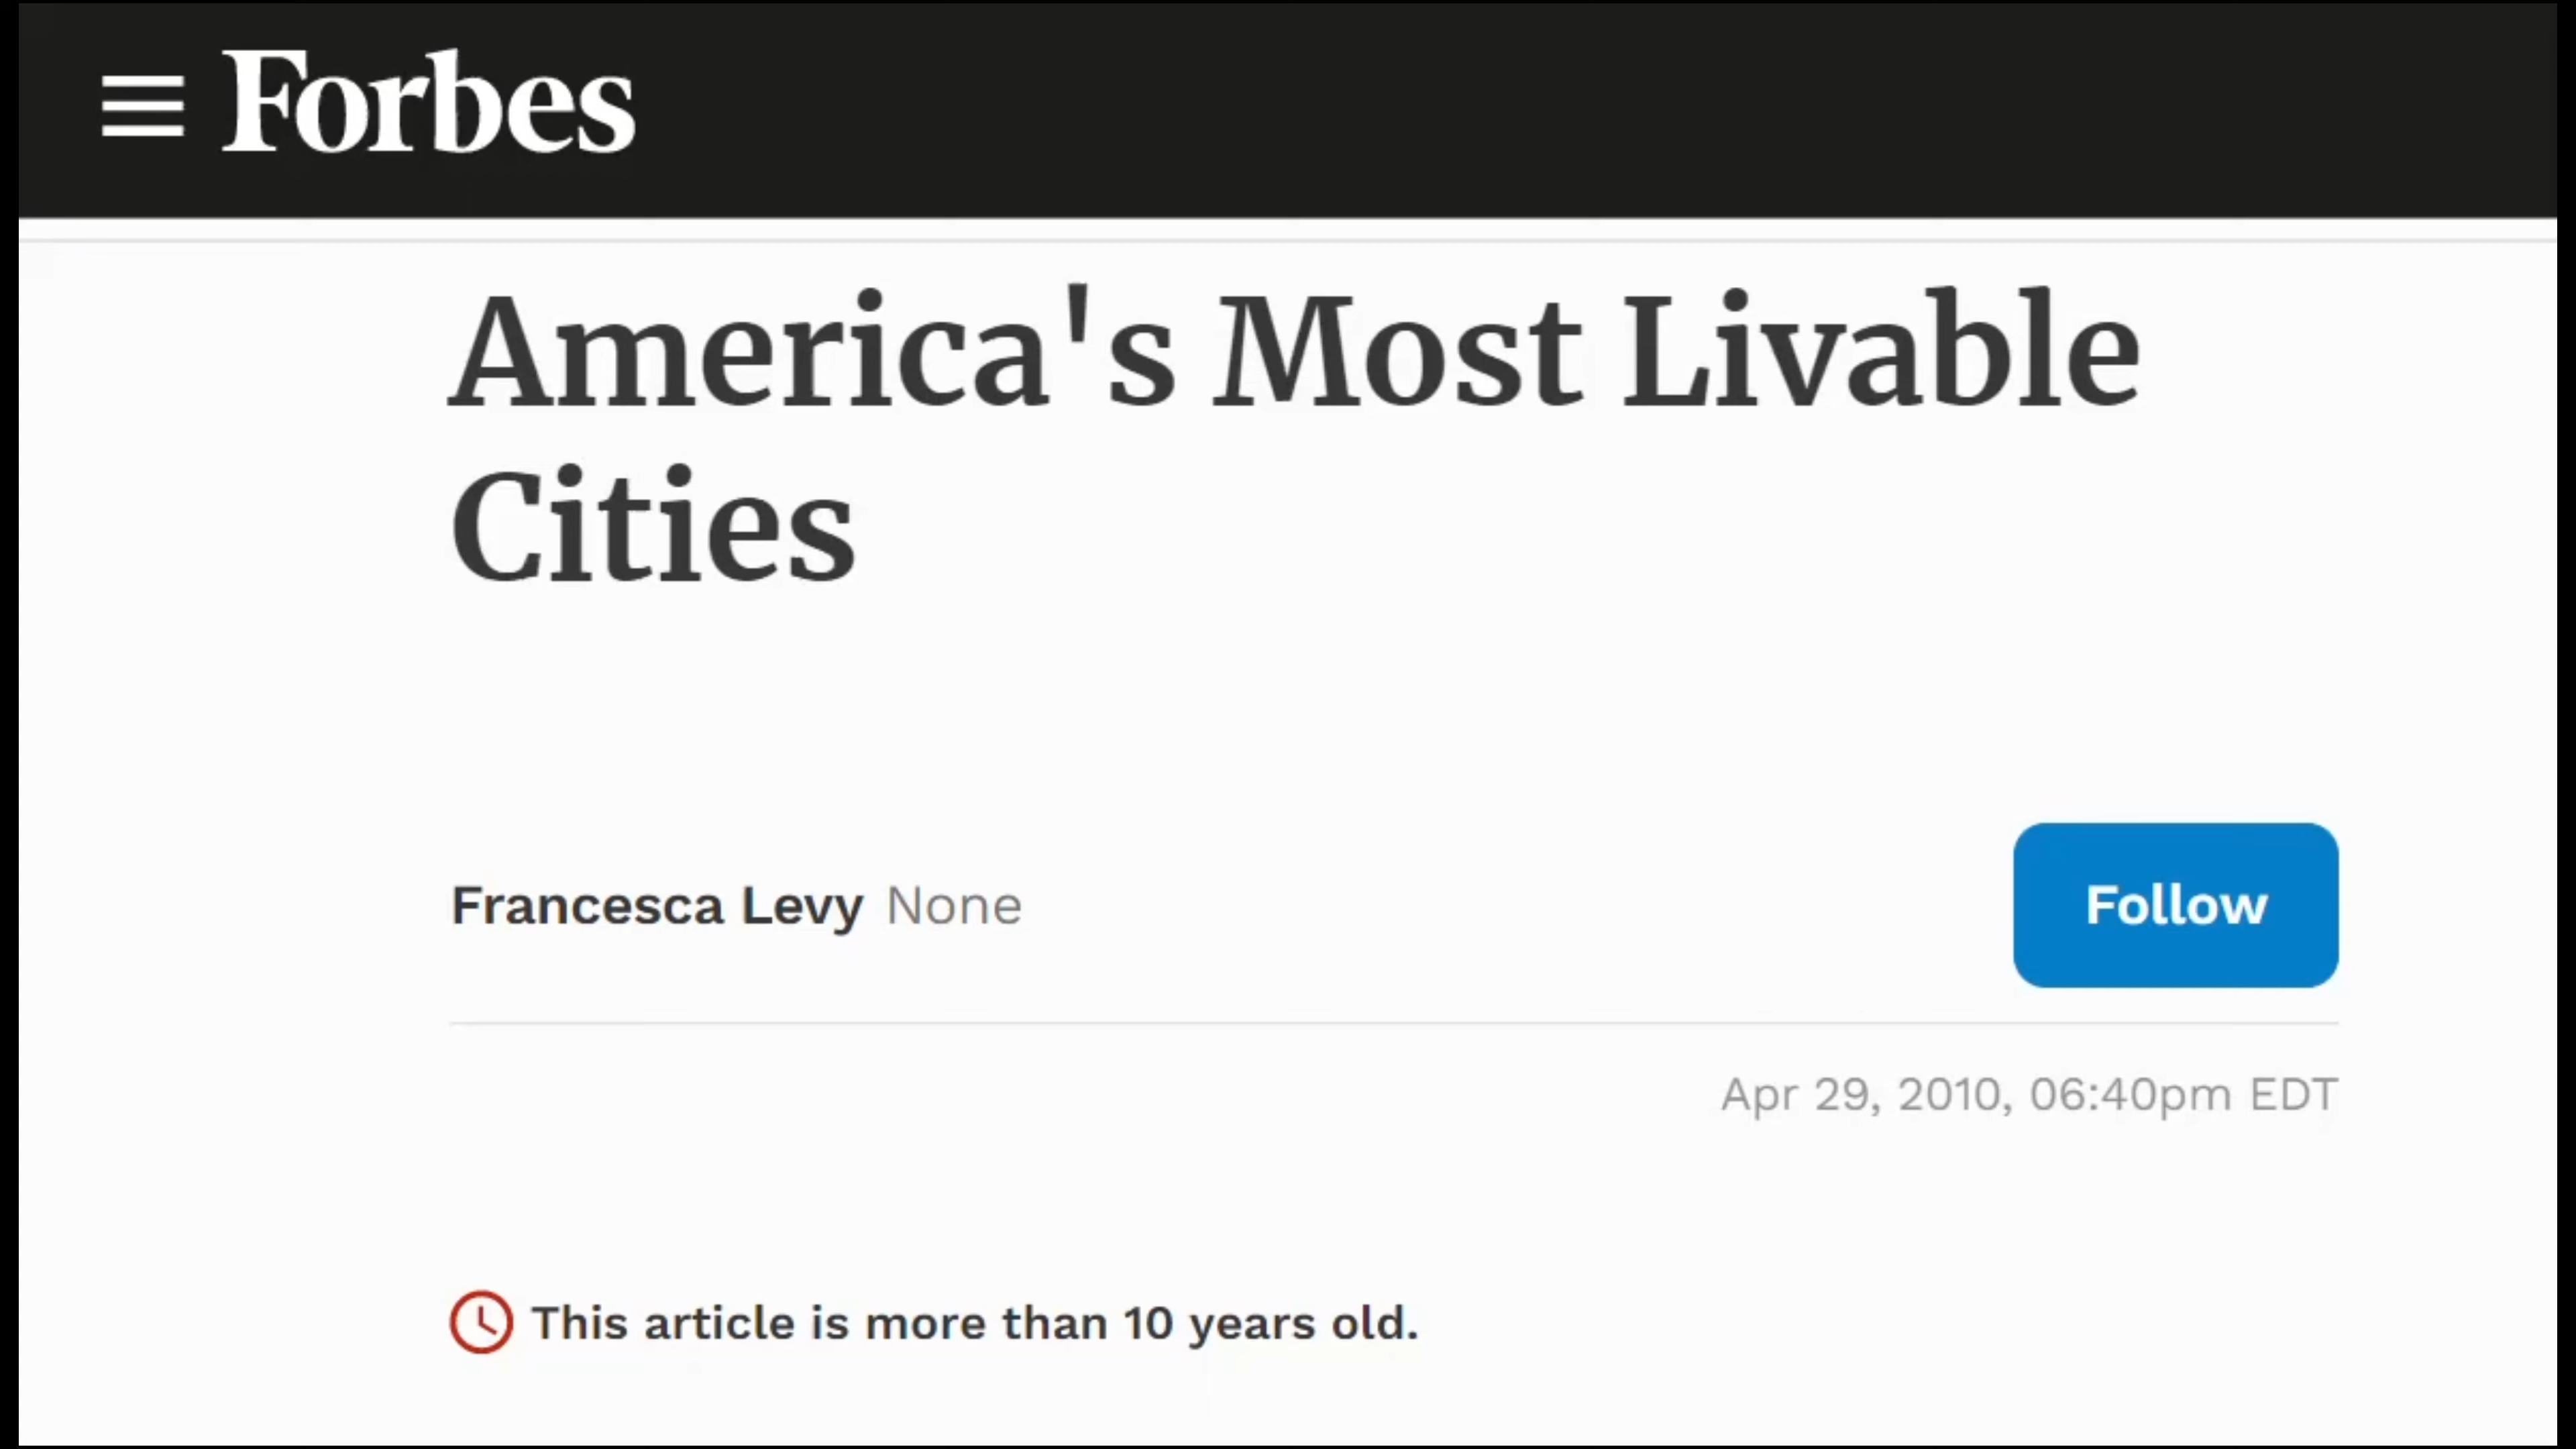 Forbes
America's Most Livable
Cities
Francesca Levy None
Follow
Apr 29, 2010, 06:40pm EDT
This article is more than 10 years old.